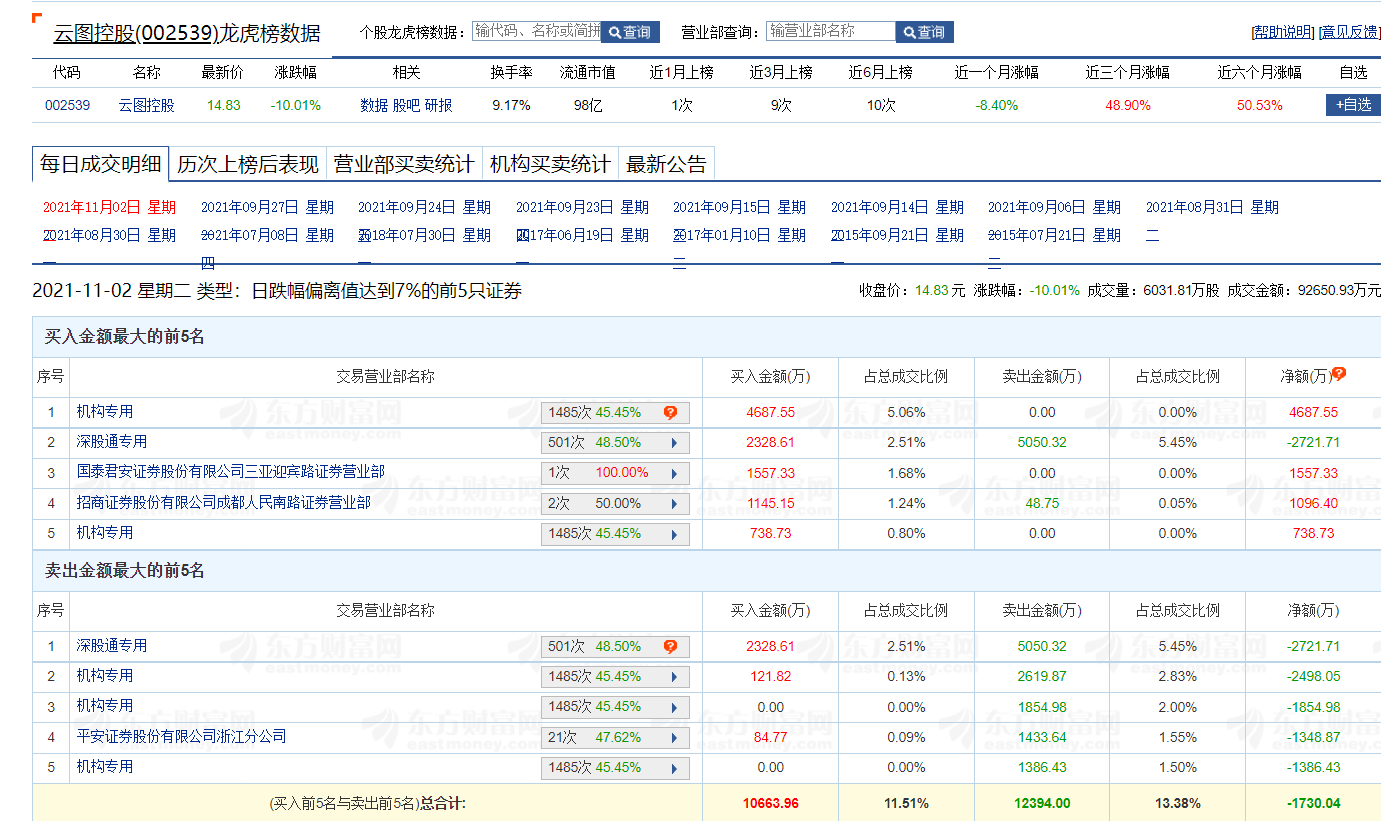 云图控股(002539)龙虎榜数据 个股龙虎榜数据： 输代码、名称或简拼 查询 营业部查询： 输营业部名称 查询 [帮助说明] [意见反馈]
代码 名称 最新价 涨跌幅 相关 换手率 流通市值 近1月上榜 近3月上榜 近6月上榜 近一个月涨幅 近三个月涨幅 近六个月涨幅 自选
002539 云图控股 14.83 -10.01% 数据 股吧 研报 9.17% 98亿 1次 9次 10次 -8.40% 48.90% 50.53% +自选
每日成交明细 历次上榜后表现 营业部买卖统计 机构买卖统计 最新公告
2021年11月02日 星期二 2021年09月27日 星期一 2021年09月24日 星期五 2021年09月23日 星期四 2021年09月15日 星期三 2021年09月14日 星期二 2021年09月06日 星期一 2021年08月31日 星期二
2021年08月30日 星期一 2021年07月08日 星期四 2018年07月30日 星期一 2017年06月19日 星期一 2017年01月10日 星期二 2015年09月21日 星期一 2015年07月21日 星期二
2021-11-02 星期二 类型：日跌幅偏离值达到7%的前5只证券 收盘价：14.83 元 涨跌幅：-10.01% 成交量：6031.81万股 成交金额：92650.93万元
买入金额最大的前5名
序号 交易营业部名称 买入金额(万) 占总成交比例 卖出金额(万) 占总成交比例 净额(万)
1 机构专用 1485次 45.45% 4687.55 5.06% 0.00 0.00% 4687.55
2 深股通专用 501次 48.50% 2328.61 2.51% 5050.32 5.45% -2721.71
3 国泰君安证券股份有限公司三亚迎宾路证券营业部 1次 100.00% 1557.33 1.68% 0.00 0.00% 1557.33
4 招商证券股份有限公司成都人民南路证券营业部 2次 50.00% 1145.15 1.24% 48.75 0.05% 1096.40
5 机构专用 1485次 45.45% 738.73 0.80% 0.00 0.00% 738.73
卖出金额最大的前5名
序号 交易营业部名称 买入金额(万) 占总成交比例 卖出金额(万) 占总成交比例 净额(万)
1 深股通专用 501次 48.50% 2328.61 2.51% 5050.32 5.45% -2721.71
2 机构专用 1485次 45.45% 121.82 0.13% 2619.87 2.83% -2498.05
3 机构专用 1485次 45.45% 0.00 0.00% 1854.98 2.00% -1854.98
4 平安证券股份有限公司浙江分公司 21次 47.62% 84.77 0.09% 1433.64 1.55% -1348.87
5 机构专用 1485次 45.45% 0.00 0.00% 1386.43 1.50% -1386.43
(买入前5名与卖出前5名)总合计: 10663.96 11.51% 12394.00 13.38% -1730.04
东方财富网
eastmoney.com